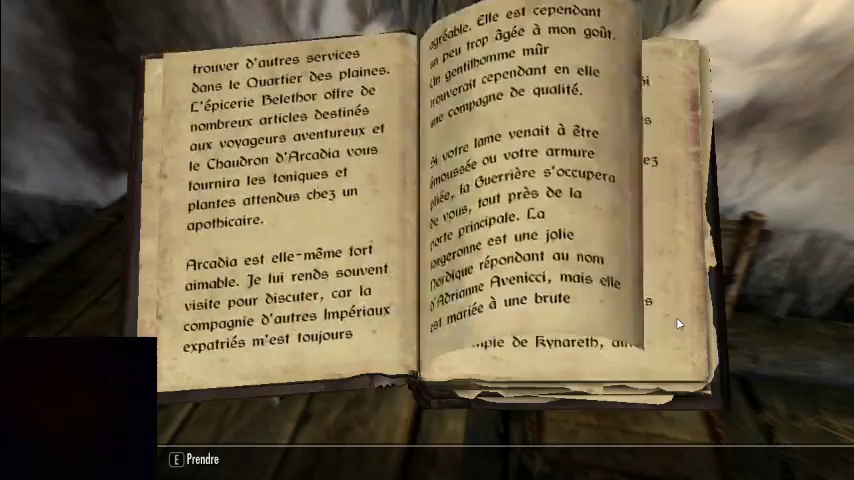 trouver d'autres services
dans le Quartier des plaines.
L'épicerie Belethor offre de
nombreux articles destinés
aux voyageurs aventureux et
le Chaudron d'Arcadia vous
fournira les toniques et
plantes attendus chez un
apothicaire.
Arcadia est elle-même fort
aimable. Je lui rends souvent
visite pour discuter, car la
compagnie d'autres Impériaux
expatriés m'est toujours
agréable. Elle est cependant
un peu trop âgée à mon goût.
Un gentilhomme mûr
trouverait cependant en elle
une compagne de qualité.
Si votre lame venait à être
émoussée ou votre armure
pliée, la Guerrière s'occupera
de vous, tout près de la
porte principale. La
forgeronne est une jolie
Nordique répondant au nom
d'Adrianne Avenicci, mais elle
est mariée à une brute
de Kynareth,
E Prendre